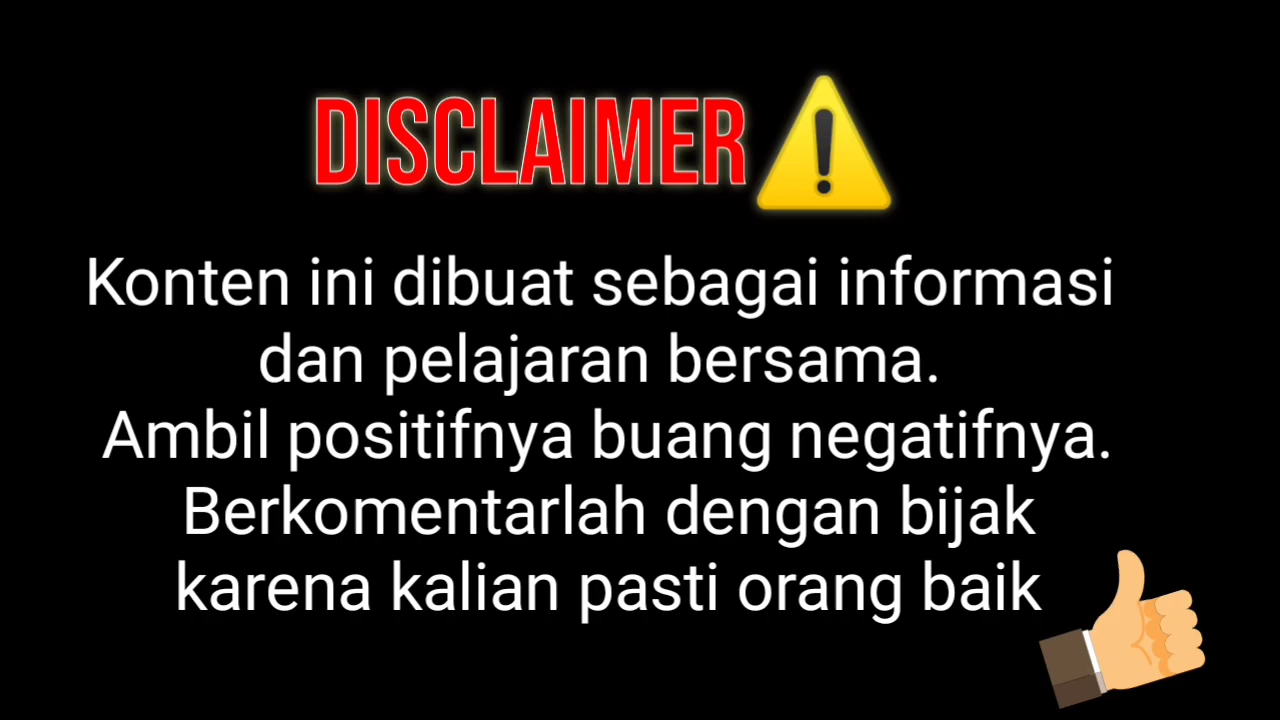 DISCLAIMER
Konten ini dibuat sebagai informasi
dan pelajaran bersama.
Ambil positifnya buang negatifnya.
Berkomentarlah dengan bijak
karena kalian pasti orang baik